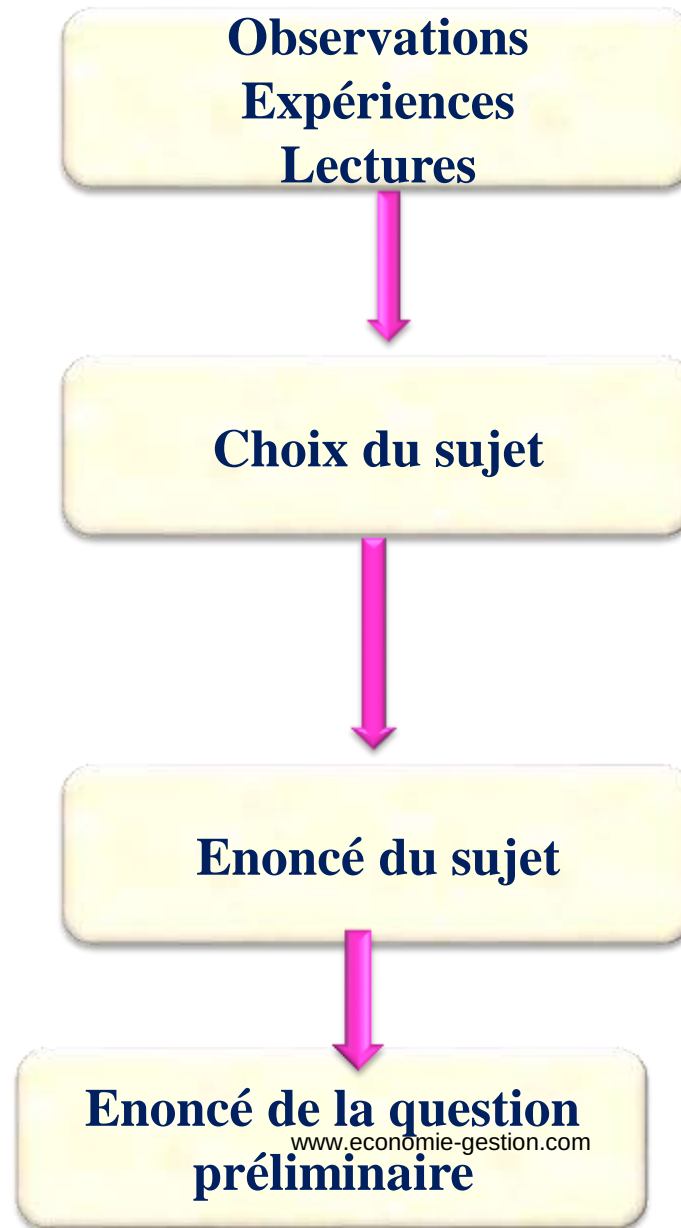 Observations
Expériences
Lectures
Choix du sujet
Enoncé du sujet
Enoncé de la question
www.economie-gestion.com
préliminaire